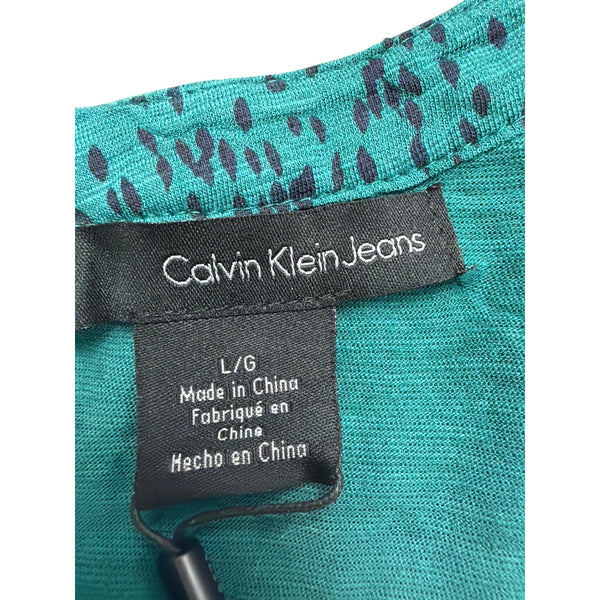 Calvin Klein Jeans
L/G
Made in China
Fabriqué en
Chine
Hecho en China